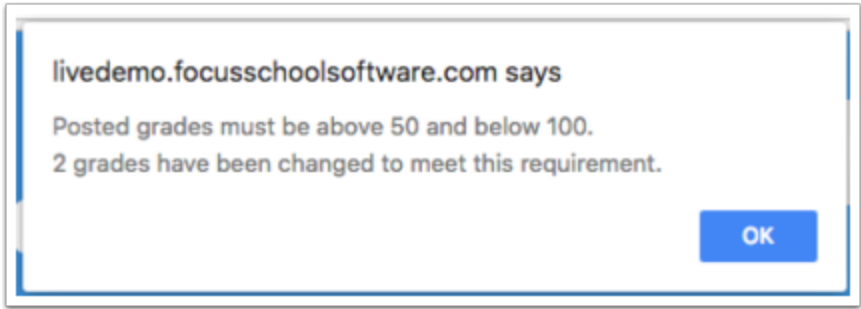 livedemo.focusschoolsoftware.com says
Posted grades must be above 50 and below 100.
2 grades have been changed to meet this requirement.
OK